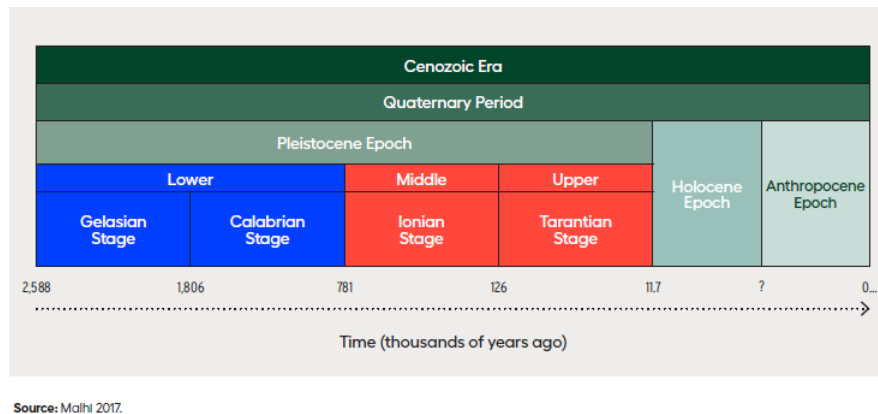 Cenozoic Era
Quaternary Period
Pleistocene Epoch
Lower
Middle
Upper
Holocene
Epoch
Anthropocene
Epoch
Gelasian
Stage
Calabrian
Stage
Ionian
Stage
Tarantian
Stage
2,588
1,806
781
126
11.7
?
0...
Time (thousands of years ago)
Source: Malhi 2017.